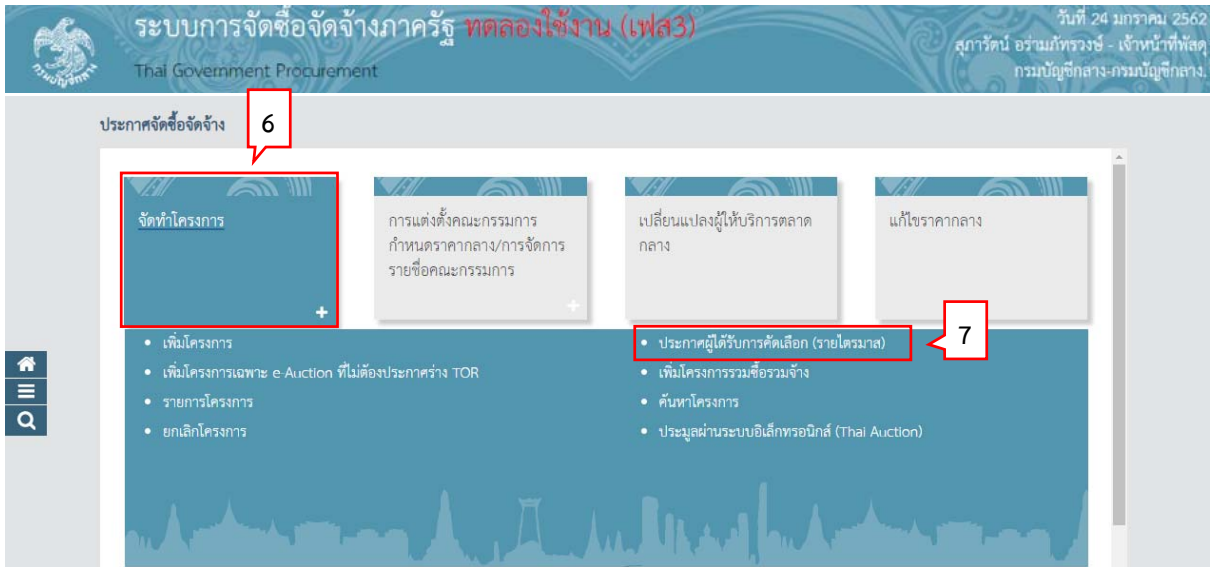 ระบบการจัดซื้อจัดจ้างภาครัฐ ทดลองใช้งาน (เฟส3)
Thai Government Procurement
วันที่ 24 มกราคม 2562
สุภารัตน์ อร่ามภัทรวงษ์ - เจ้าหน้าที่พัสดุ
กรมบัญชีกลาง-กรมบัญชีกลาง.
กรมบัญชีกลาง
ประกาศจัดซื้อจัดจ้าง
6
จัดทำโครงการ
+
การแต่งตั้งคณะกรรมการ
กำหนดราคากลาง/การจัดการ
รายชื่อคณะกรรมการ
+
เปลี่ยนแปลงผู้ให้บริการตลาด
กลาง
แก้ไขราคากลาง
• เพิ่มโครงการ
• เพิ่มโครงการเฉพาะ e-Auction ที่ไม่ต้องประกาศร่าง TOR
• รายการโครงการ
• ยกเลิกโครงการ
• ประกาศผู้ได้รับการคัดเลือก (รายไตรมาส)
7
• เพิ่มโครงการรวมซื้อรวมจ้าง
• ค้นหาโครงการ
• ประมูลผ่านระบบอิเล็กทรอนิกส์ (Thai Auction)